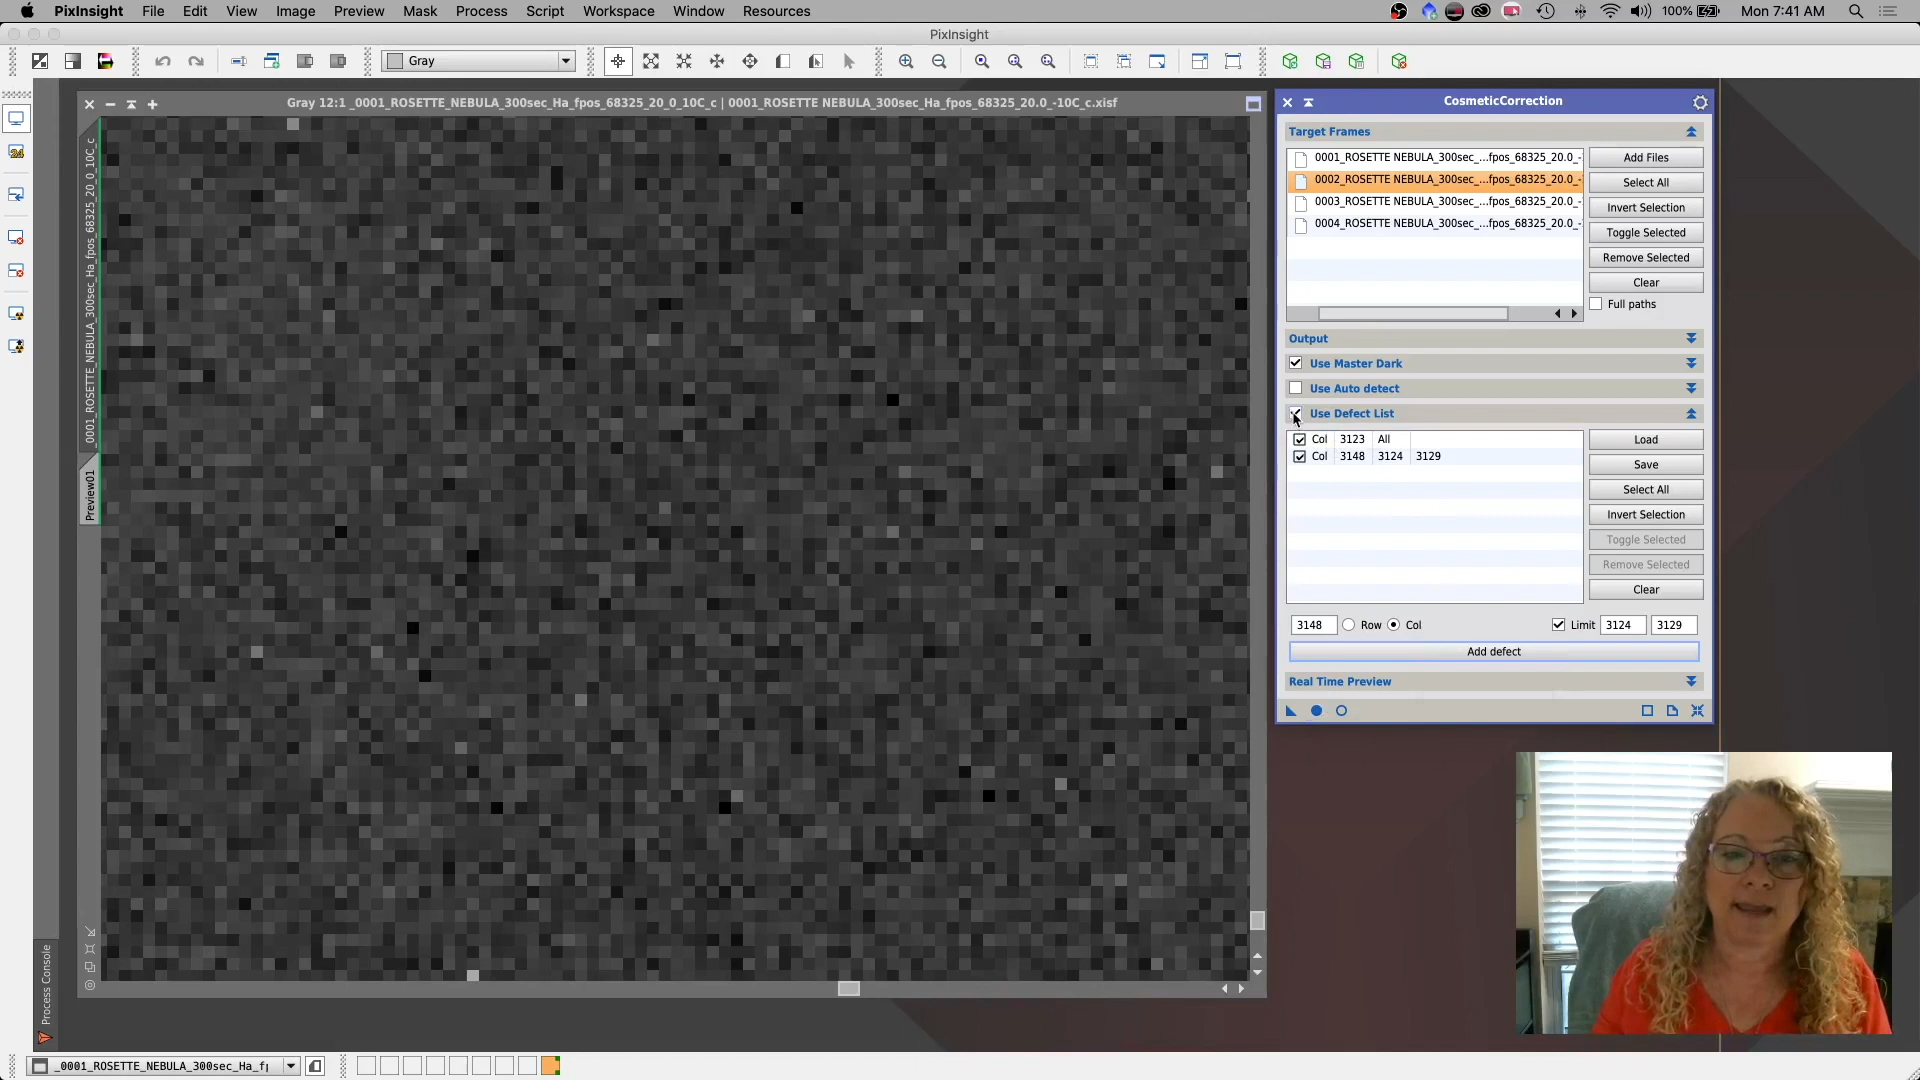 PixInsight File Edit View Image Preview Mask Process Script Workspace Window Resources 100% Mon 7:41 AM
PixInsight
Gray
Gray 12:1 _0001_ROSETTE_NEBULA_300sec_Ha_fpos_68325_20_0_10C_c | 0001_ROSETTE NEBULA_300sec_Ha_fpos_68325_20.0_-10C_c.xisf
_0001_ROSETTE_NEBULA_300sec_Ha_fpos_68325_20_0_10C_c
Preview01
Process Console
CosmeticCorrection
Target Frames
0001_ROSETTE NEBULA_300sec_...fpos_68325_20.0_-
0002_ROSETTE NEBULA_300sec_...fpos_68325_20.0_-
0003_ROSETTE NEBULA_300sec_...fpos_68325_20.0_-
0004_ROSETTE NEBULA_300sec_...fpos_68325_20.0_-
Add Files
Select All
Invert Selection
Toggle Selected
Remove Selected
Clear
Full paths
Output
Use Master Dark
Use Auto detect
Use Defect List
Col 3123 All
Col 3148 3124 3129
Load
Save
Select All
Invert Selection
Toggle Selected
Remove Selected
Clear
3148 Row Col Limit 3124 3129
Add defect
Real Time Preview
_0001_ROSETTE_NEBULA_300sec_Ha_f